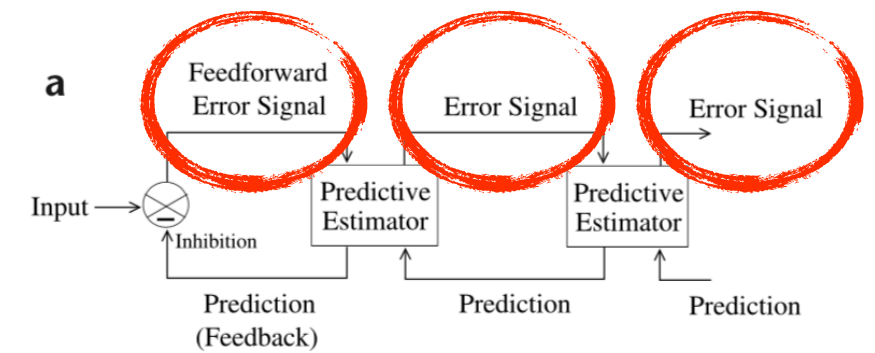 a
Feedforward
Error Signal
Error Signal
Error Signal
Input
Predictive
Estimator
Predictive
Estimator
Inhibition
Prediction
(Feedback)
Prediction
Prediction